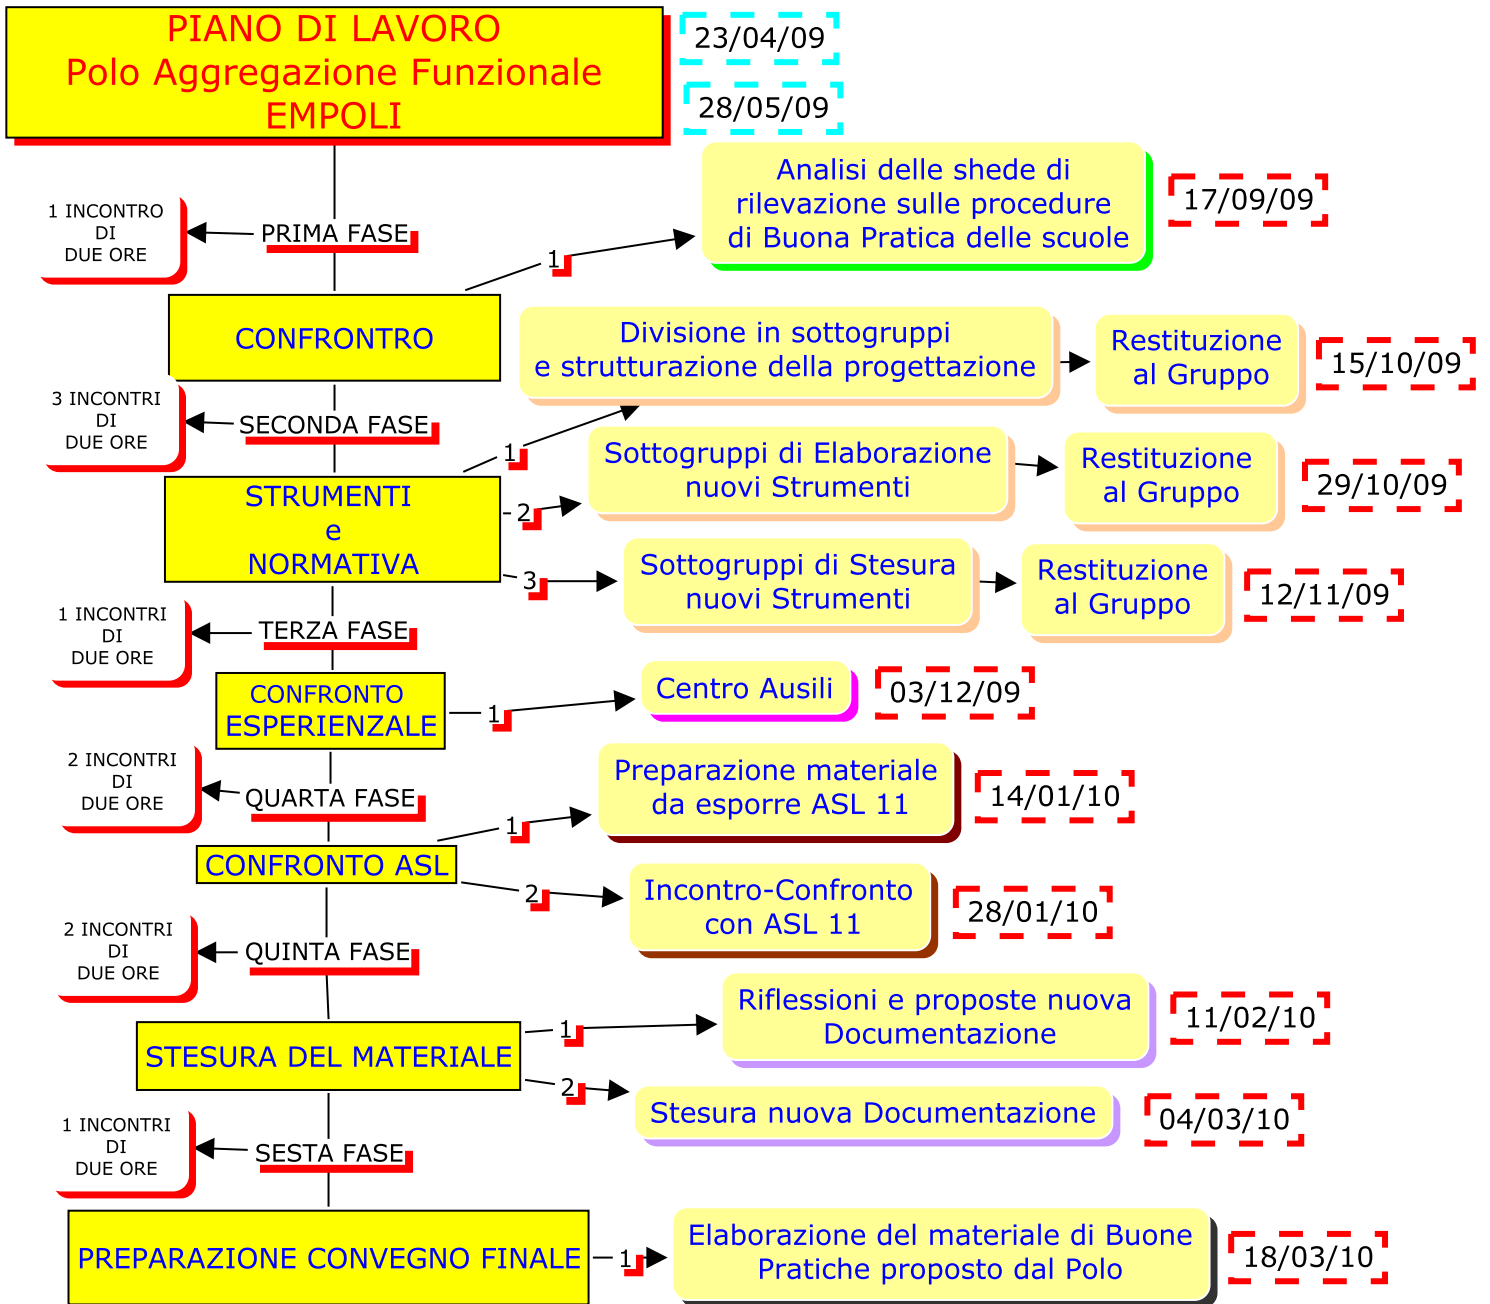 PIANO DI LAVORO
Polo Aggregazione Funzionale
EMPOLI
23/04/09
28/05/09
1 INCONTRO
DI
DUE ORE
PRIMA FASE
1
Analisi delle shede di
rilevazione sulle procedure
di Buona Pratica delle scuole
17/09/09
CONFRONTRO
3 INCONTRI
DI
DUE ORE
SECONDA FASE
1
Divisione in sottogruppi
e strutturazione della progettazione
Restituzione
al Gruppo
15/10/09
STRUMENTI
e
NORMATIVA
2
Sottogruppi di Elaborazione
nuovi Strumenti
Restituzione
al Gruppo
29/10/09
3
Sottogruppi di Stesura
nuovi Strumenti
Restituzione
al Gruppo
12/11/09
1 INCONTRI
DI
DUE ORE
TERZA FASE
CONFRONTO
ESPERIENZALE
1
Centro Ausili
03/12/09
2 INCONTRI
DI
DUE ORE
QUARTA FASE
1
Preparazione materiale
da esporre ASL 11
14/01/10
CONFRONTO ASL
2
Incontro-Confronto
con ASL 11
28/01/10
2 INCONTRI
DI
DUE ORE
QUINTA FASE
STESURA DEL MATERIALE
1
Riflessioni e proposte nuova
Documentazione
11/02/10
2
Stesura nuova Documentazione
04/03/10
1 INCONTRI
DI
DUE ORE
SESTA FASE
PREPARAZIONE CONVEGNO FINALE
1
Elaborazione del materiale di Buone
Pratiche proposto dal Polo
18/03/10